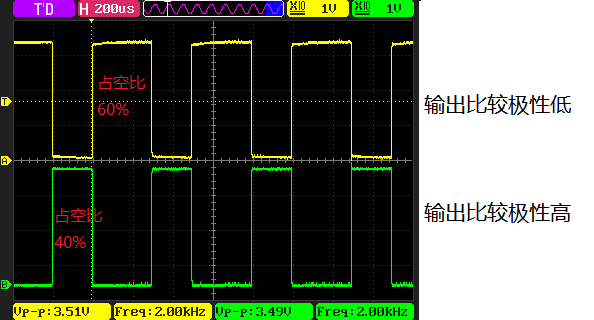 T'D H 200us X10 1V X10 1V
占空比
60%
输出比较极性低
T
A
占空比
40%
输出比较极性高
B
Vp-p:3.51V Freq:2.00kHz Vp-p:3.49V Freq:2.00kHz